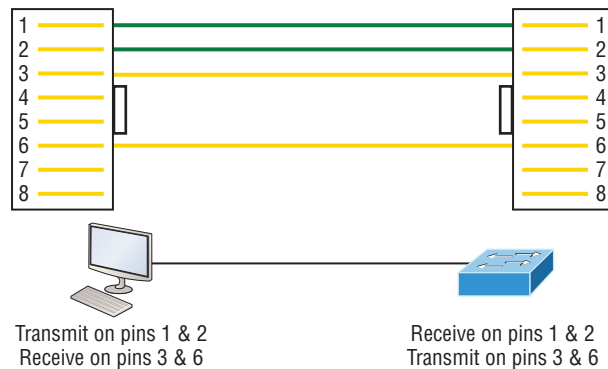 1 1
2 2
3 3
4 4
5 5
6 6
7 7
8 8
Transmit on pins 1 & 2
Receive on pins 3 & 6
Receive on pins 1 & 2
Transmit on pins 3 & 6